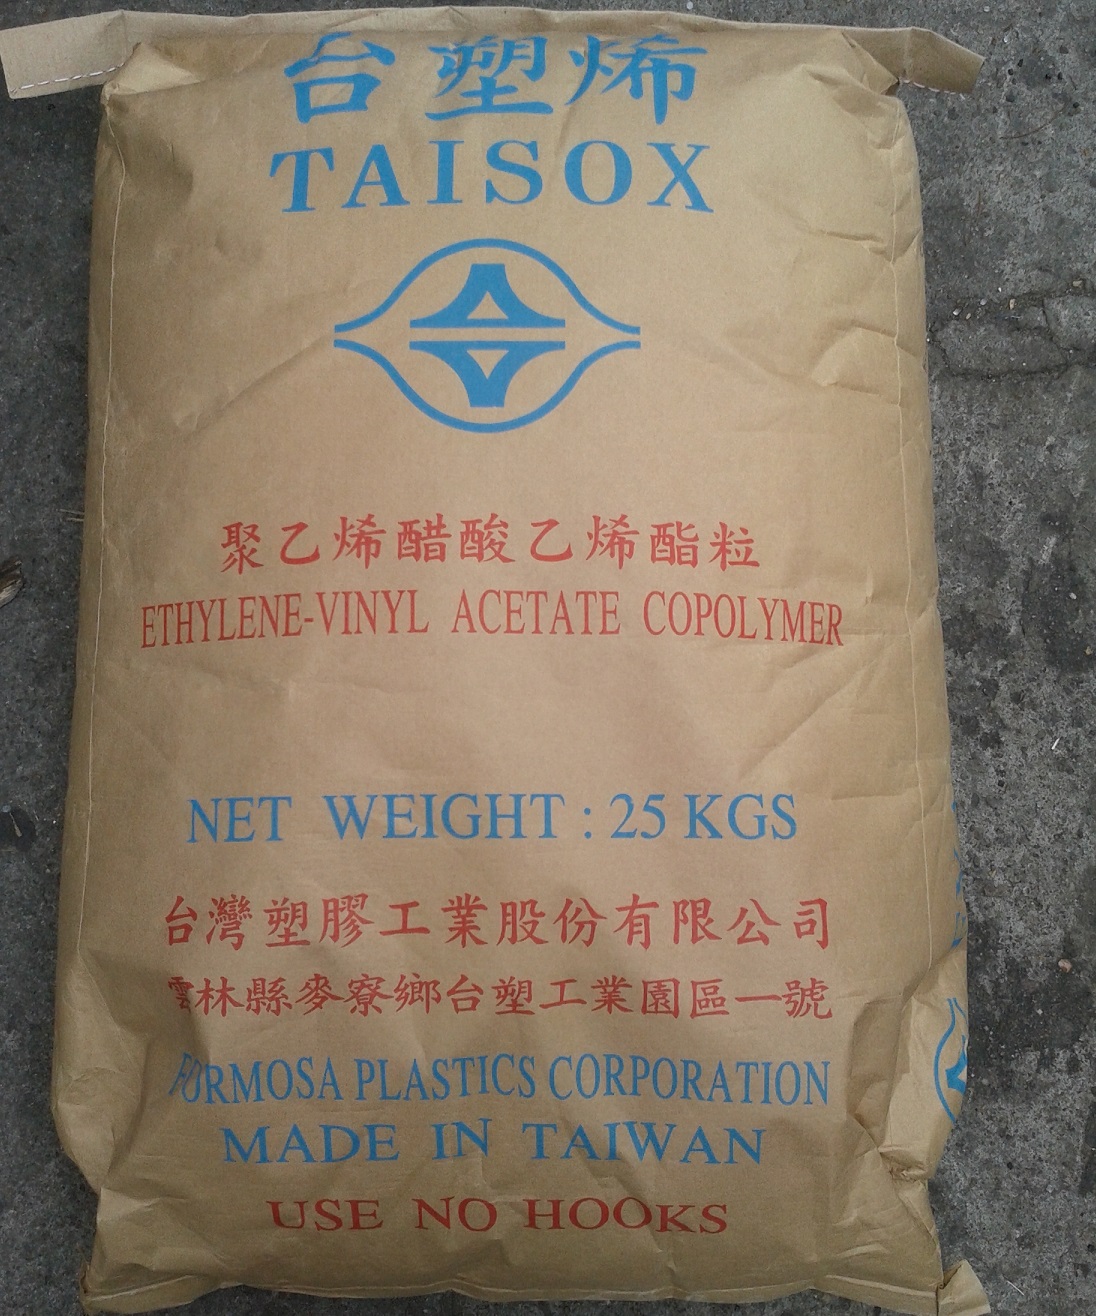 台塑烯
TAISOX
聚乙烯醋酸乙烯酯粒
ETHYLENE-VINYL ACETATE COPOLYMER
NET WEIGHT : 25 KGS
台灣塑膠工業股份有限公司
雲林縣麥寮鄉台塑工業園區一號
FORMOSA PLASTICS CORPORATION
MADE IN TAIWAN
USE NO HOOKS